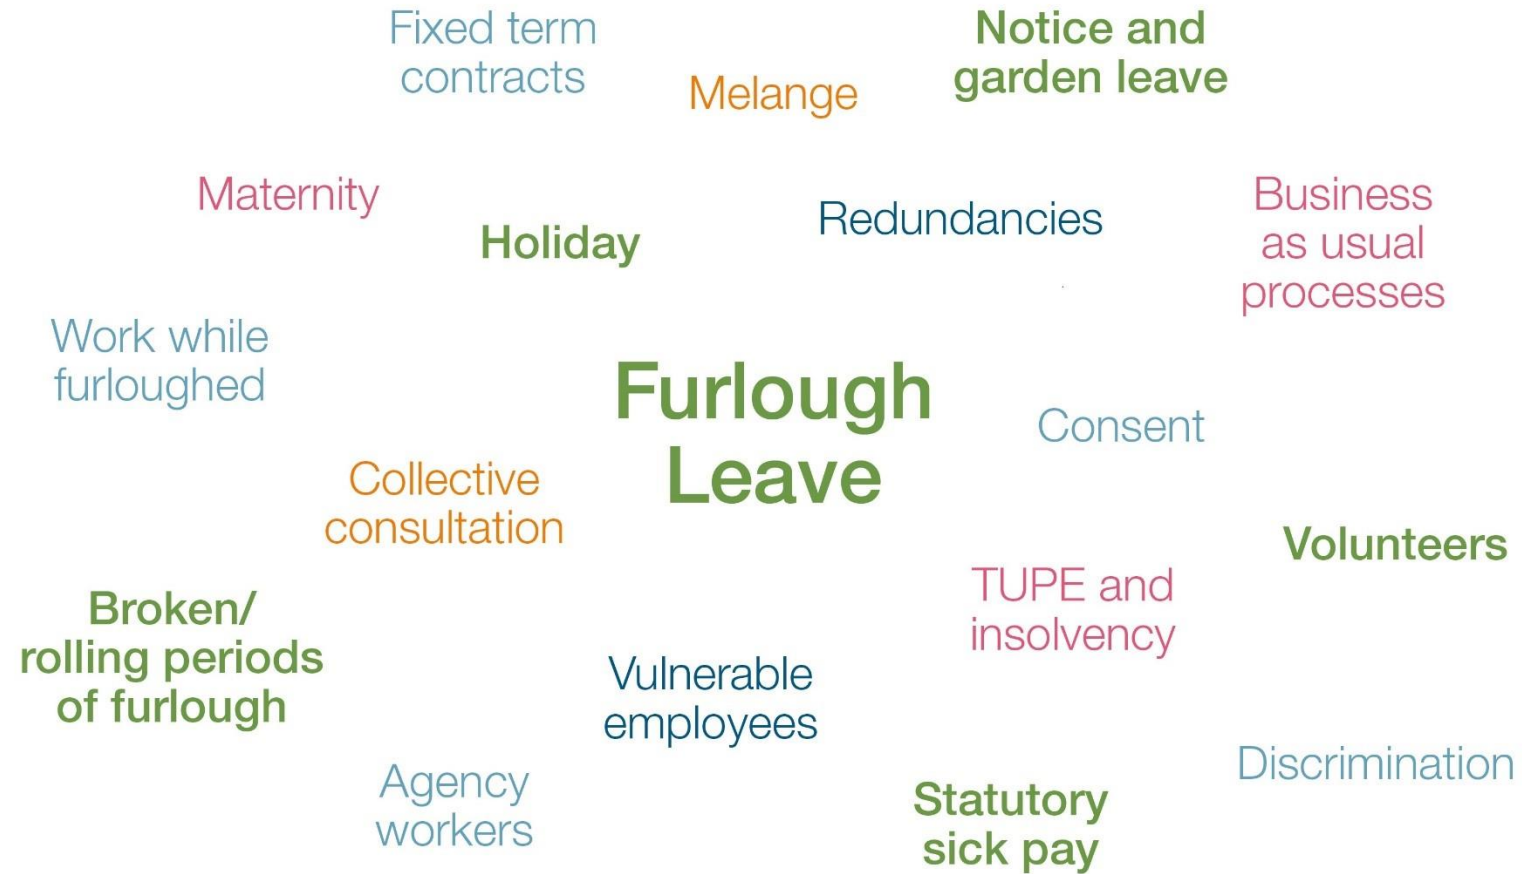 Fixed term
contracts
Melange
Notice and
garden leave
Maternity
Holiday
Redundancies
Business
as usual
processes
Work while
furloughed
Furlough
Leave
Consent
Collective
consultation
Volunteers
TUPE and
insolvency
Broken/
rolling periods
of furlough
Vulnerable
employees
Discrimination
Agency
workers
Statutory
sick pay